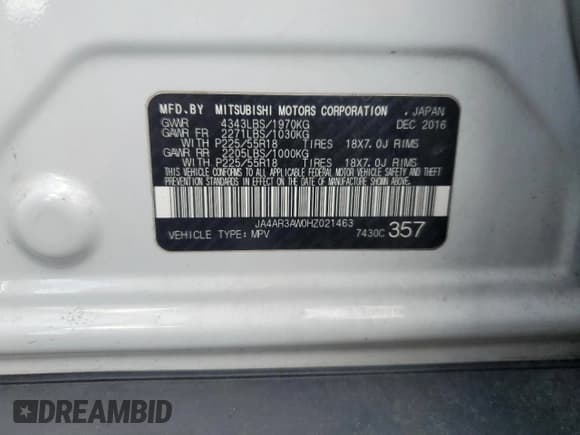 MFD.BY MITSUBISHI MOTORS CORPORATION . JAPAN
GVWR 4343LBS/1970KG DEC 2016
GAWR FR 2271LBS/1030KG
WITH P225/55R18 TIRES 18X7.0J RIMS
GAWR RR 2205LBS/1000KG
WITH P225/55R18 TIRES 18X7.0J RIMS
THIS VEHICLE CONFORMS TO ALL APPLICABLE FEDERAL MOTOR VEHICLE SAFETY AND THEFT PREVENTION STANDARDS IN EFFECT ON THE DATE OF MANUFACTURE SHOWN ABOVE.
JA4AR3AW0HZ021463
VEHICLE TYPE: MPV 7430C 357
DREAMBID